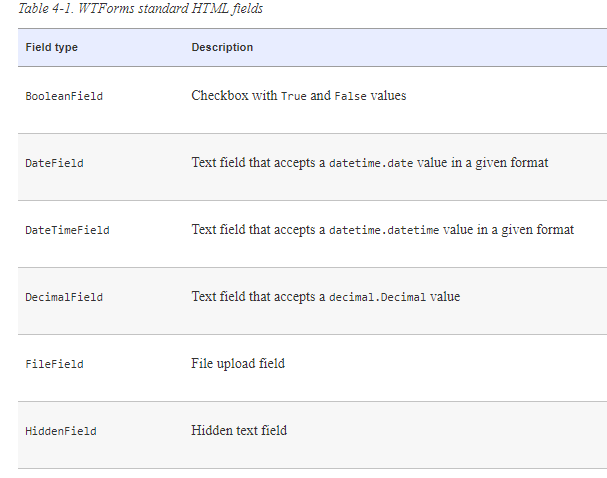 Table 4-1. WTForms standard HTML fields
Field type Description
BooleanField Checkbox with True and False values
DateField Text field that accepts a datetime.date value in a given format
DateTimeField Text field that accepts a datetime.datetime value in a given format
DecimalField Text field that accepts a decimal.Decimal value
FileField File upload field
HiddenField Hidden text field